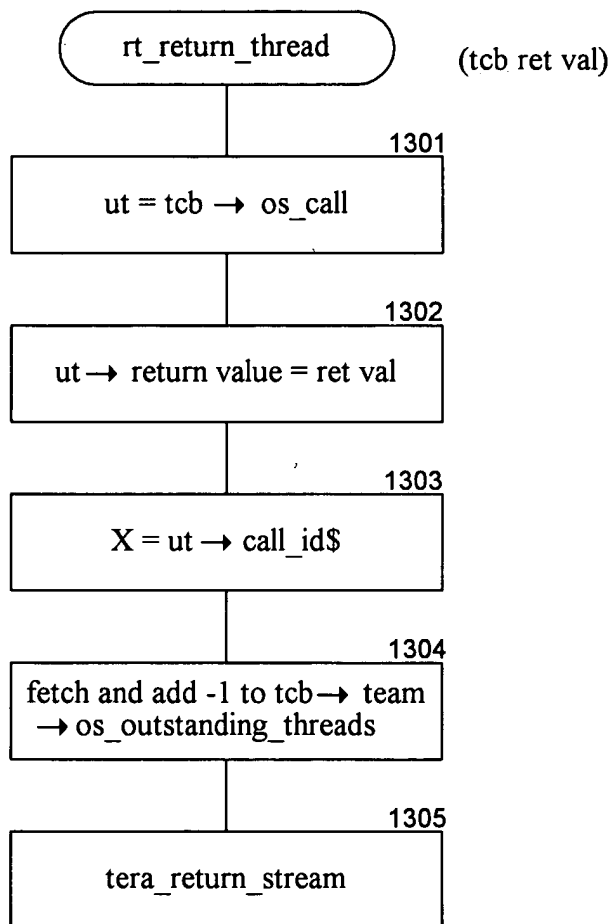 rt_return_thread
(tcb ret val)
1301
ut = tcb → os_call
1302
ut → return value = ret val
1303
X = ut → call_id$
1304
fetch and add -1 to tcb → team
→ os_outstanding_threads
1305
tera_return_stream